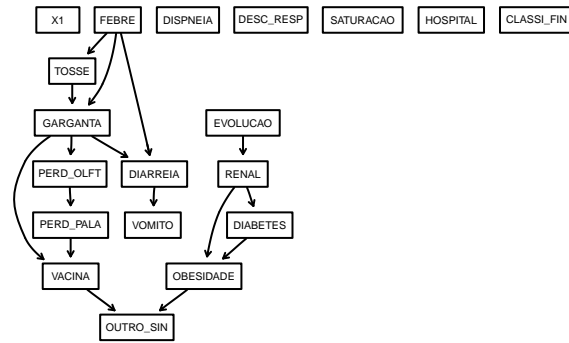 X1 FEBRE DISPNEIA DESC_RESP SATURACAO HOSPITAL CLASSI_FIN
TOSSE
GARGANTA EVOLUCAO
PERD_OLFT DIARREIA RENAL
PERD_PALA VOMITO DIABETES
VACINA OBESIDADE
OUTRO_SIN